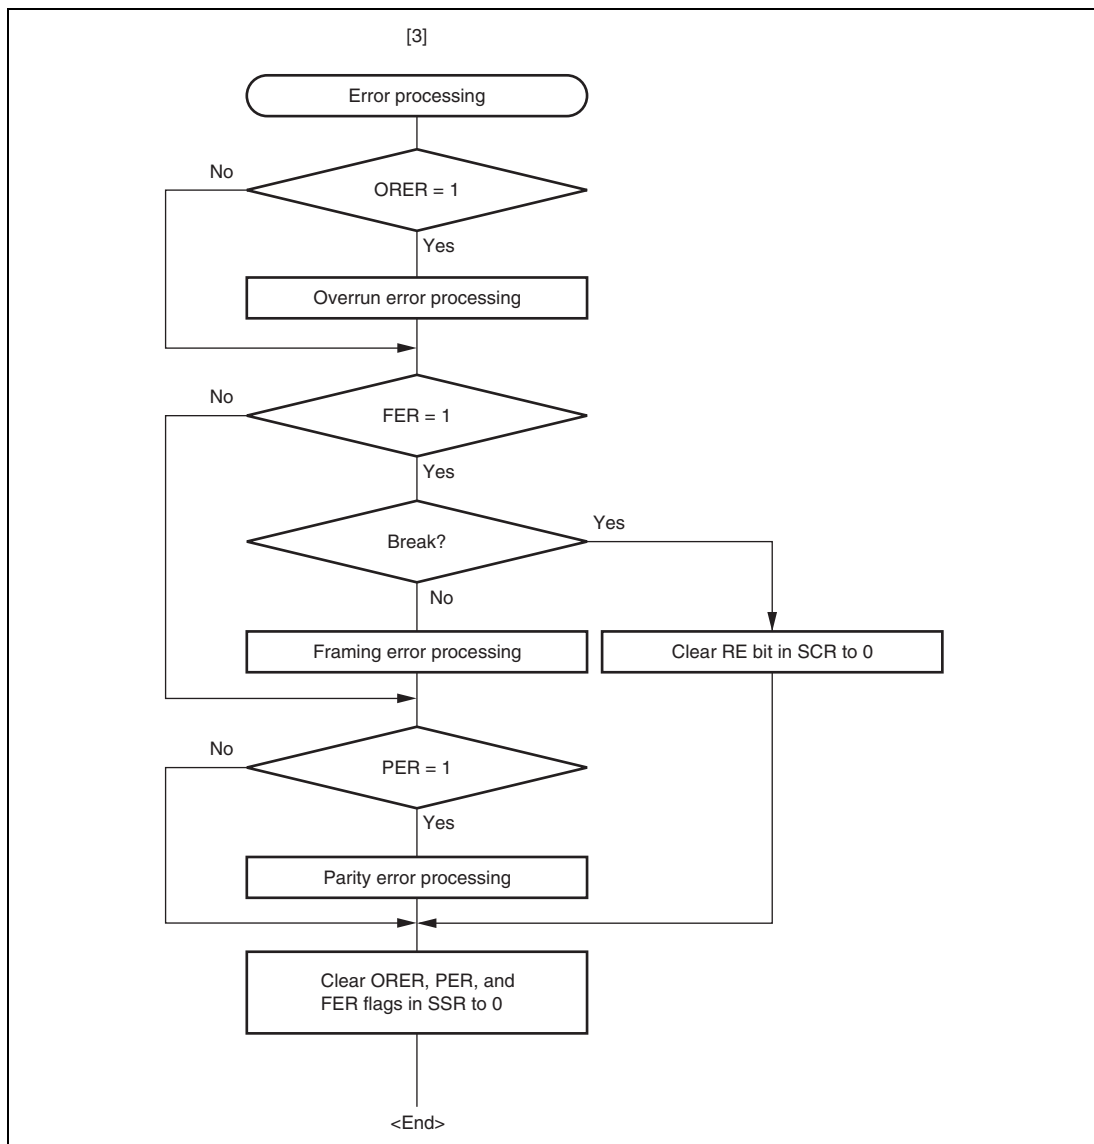 [3]
Error processing
No
ORER = 1
Yes
Overrun error processing
No
FER = 1
Yes
Break?
Yes
No
Framing error processing
Clear RE bit in SCR to 0
No
PER = 1
Yes
Parity error processing
Clear ORER, PER, and
FER flags in SSR to 0
<End>